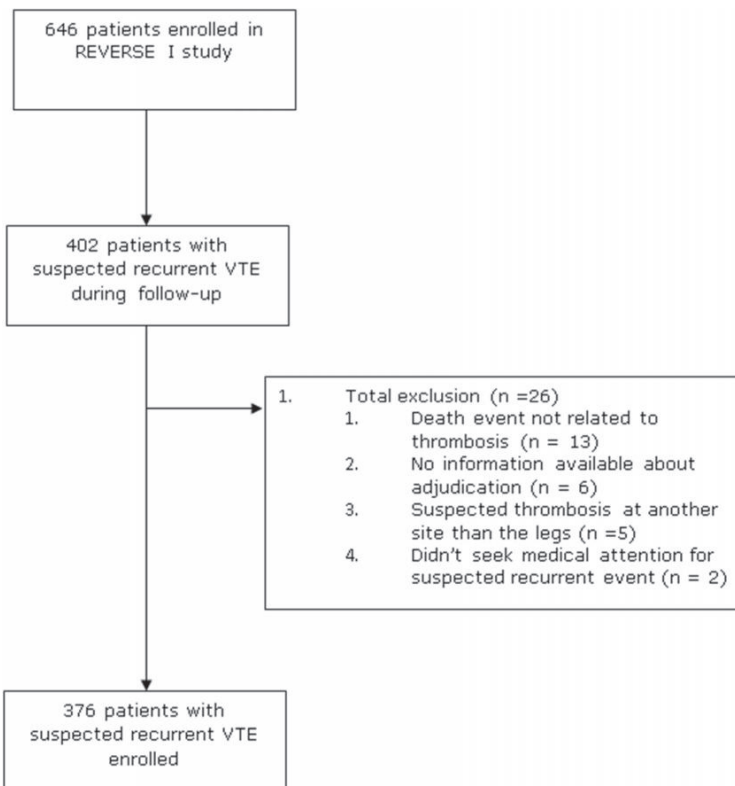 646 patients enrolled in
REVERSE I study
402 patients with
suspected recurrent VTE
during follow-up
1. Total exclusion (n =26)
1. Death event not related to
thrombosis (n = 13)
2. No information available about
adjudication (n = 6)
3. Suspected thrombosis at another
site than the legs (n =5)
4. Didn't seek medical attention for
suspected recurrent event (n = 2)
376 patients with
suspected recurrent VTE
enrolled